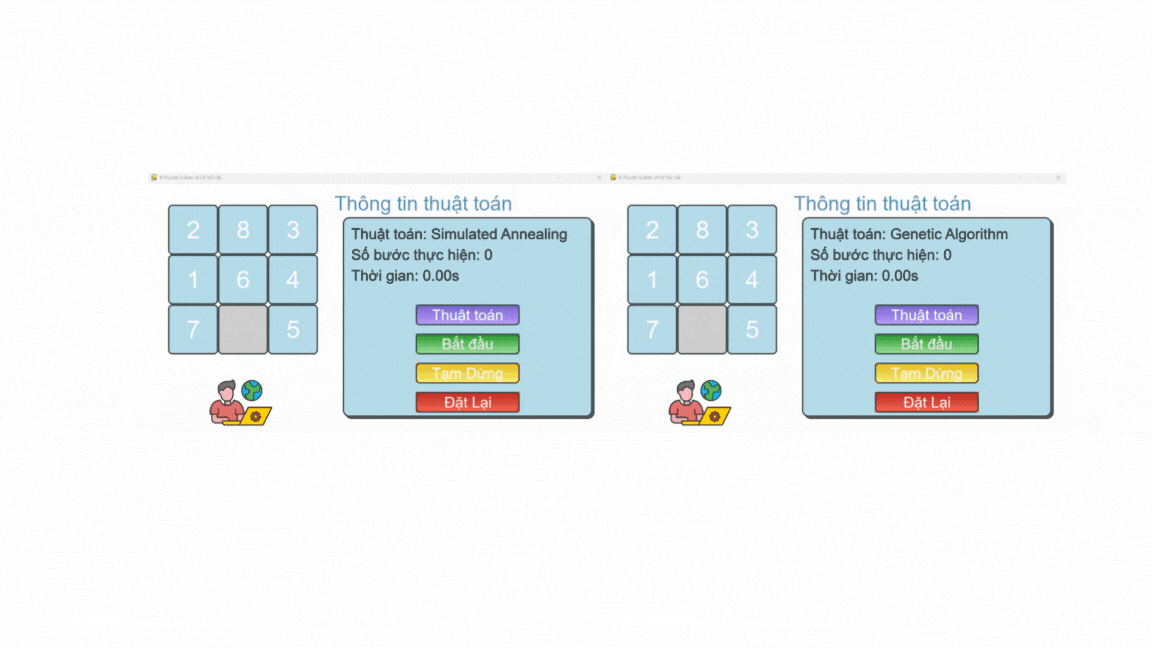 8-Puzzle Solver of Lê Vũ Hải
8-Puzzle Solver of Lê Vũ Hải
2 8 3
1 6 4
7 5
Thông tin thuật toán
Thuật toán: Simulated Annealing
Số bước thực hiện: 0
Thời gian: 0.00s
Thuật toán
Bắt đầu
Tạm Dừng
Đặt Lại
2 8 3
1 6 4
7 5
Thông tin thuật toán
Thuật toán: Genetic Algorithm
Số bước thực hiện: 0
Thời gian: 0.00s
Thuật toán
Bắt đầu
Tạm Dừng
Đặt Lại